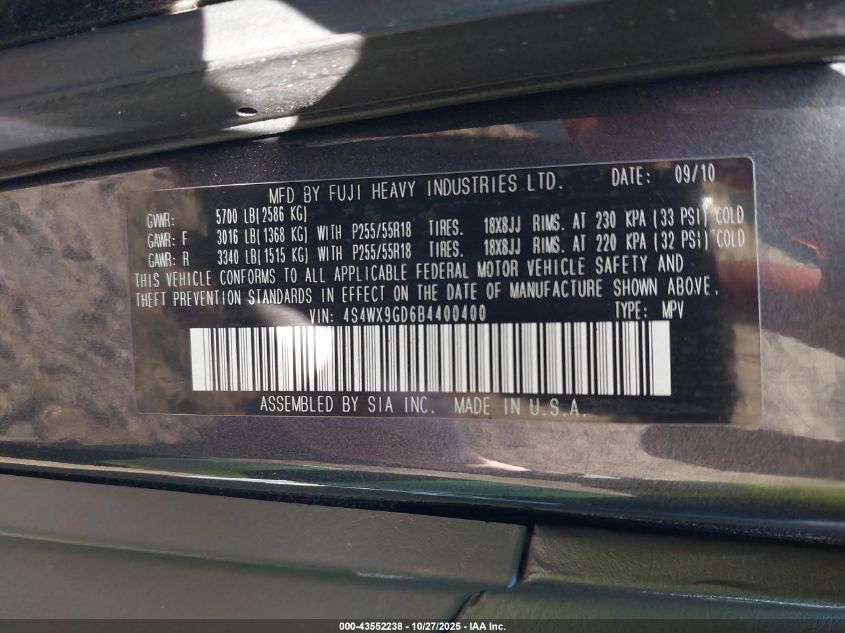 MFD BY FUJI HEAVY INDUSTRIES LTD. DATE: 09/10
GVWR: 5700 LB(2586 KG)
GAWR: F 3016 LB(1368 KG) WITH P255/55R18 TIRES. 18X8JJ RIMS. AT 230 KPA (33 PSI) COLD
GAWR: R 3340 LB(1515 KG) WITH P255/55R18 TIRES. 18X8JJ RIMS. AT 220 KPA (32 PSI) COLD
THIS VEHICLE CONFORMS TO ALL APPLICABLE FEDERAL MOTOR VEHICLE SAFETY AND
THEFT PREVENTION STANDARDS IN EFFECT ON THE DATE OF MANUFACTURE SHOWN ABOVE.
VIN: 4S4WX9GD6B4400400 TYPE: MPV
ASSEMBLED BY SIA INC. MADE IN U.S.A.
000-43552238 - 10/27/2025 - IAA Inc.